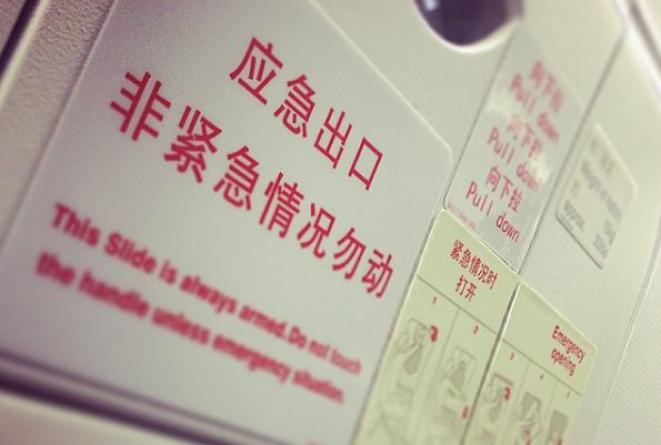 应急出口
非紧急情况勿动
This Slide is always armed.Do not touch
the handle unless emergency situation.
向下拉
Pull down
向下拉
Pull down
向下拉
Pull down
紧急情况时
打开
Emergency
opening